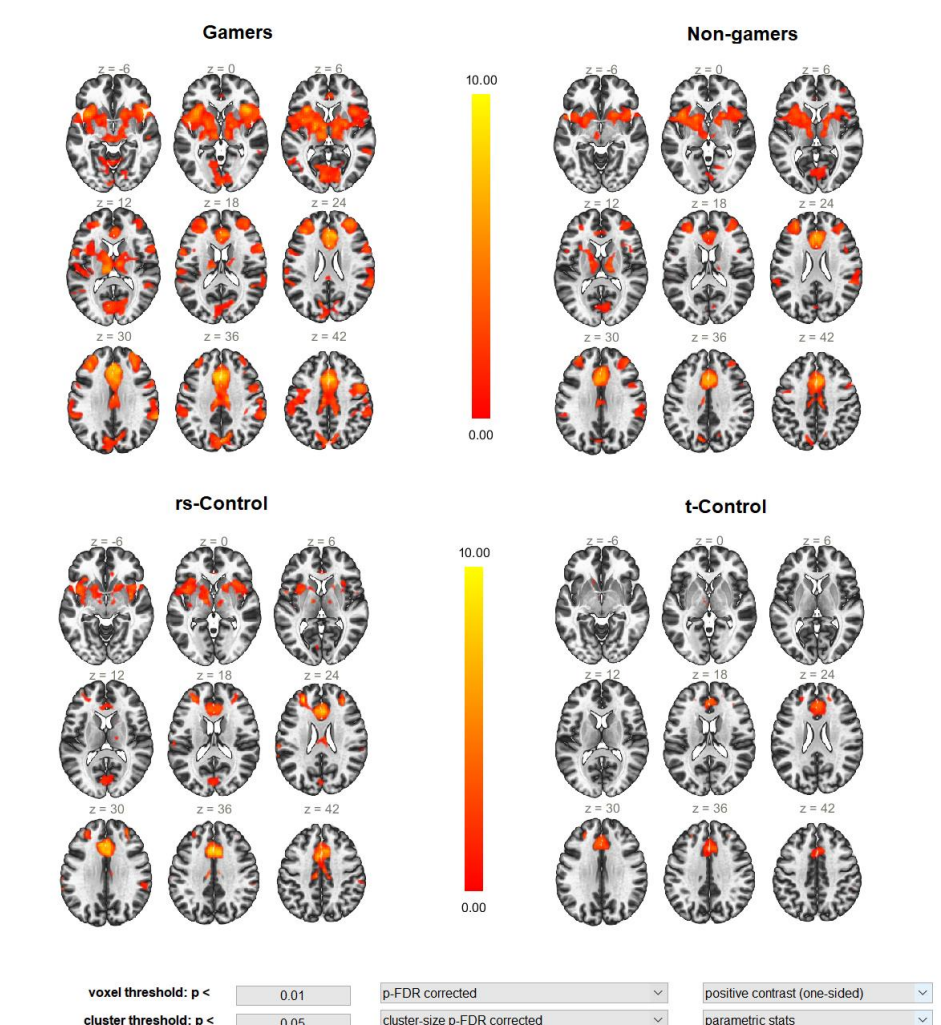 Gamers
Non-gamers
z = -6 z = 0 z = 6
10.00
z = -6 z = 0 z = 6
z = 12 z = 18 z = 24
z = 12 z = 18 z = 24
z = 30 z = 36 z = 42
z = 30 z = 36 z = 42
0.00
rs-Control
t-Control
z = -6 z = 0 z = 6
10.00
z = -6 z = 0 z = 6
z = 12 z = 18 z = 24
z = 12 z = 18 z = 24
z = 30 z = 36 z = 42
z = 30 z = 36 z = 42
0.00
voxel threshold: p < 0.01 p-FDR corrected positive contrast (one-sided)
cluster threshold: p < 0.05 cluster-size p-FDR corrected parametric stats